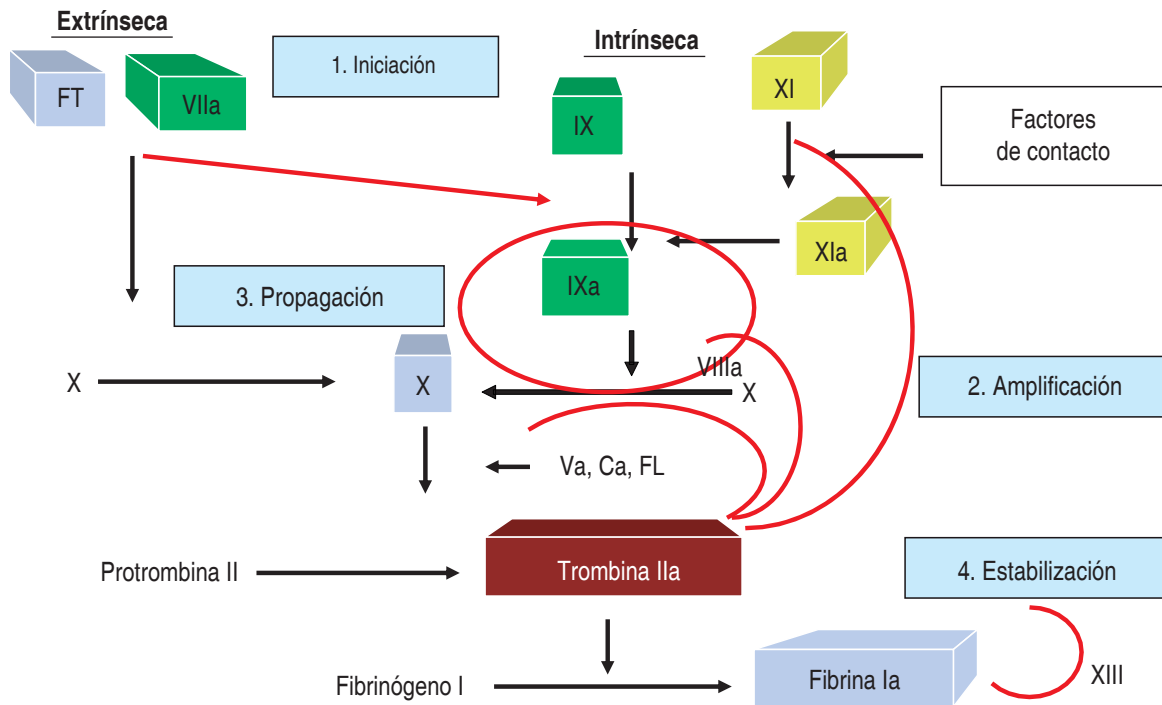 Extrínseca
Intrínseca
1. Iniciación
FT
VIIa
IX
XI
Factores
de contacto
XIa
IXa
3. Propagación
VIIIa
X
X
X
2. Amplificación
Va, Ca, FL
Protrombina II
Trombina IIa
4. Estabilización
Fibrinógeno I
Fibrina Ia
XIII